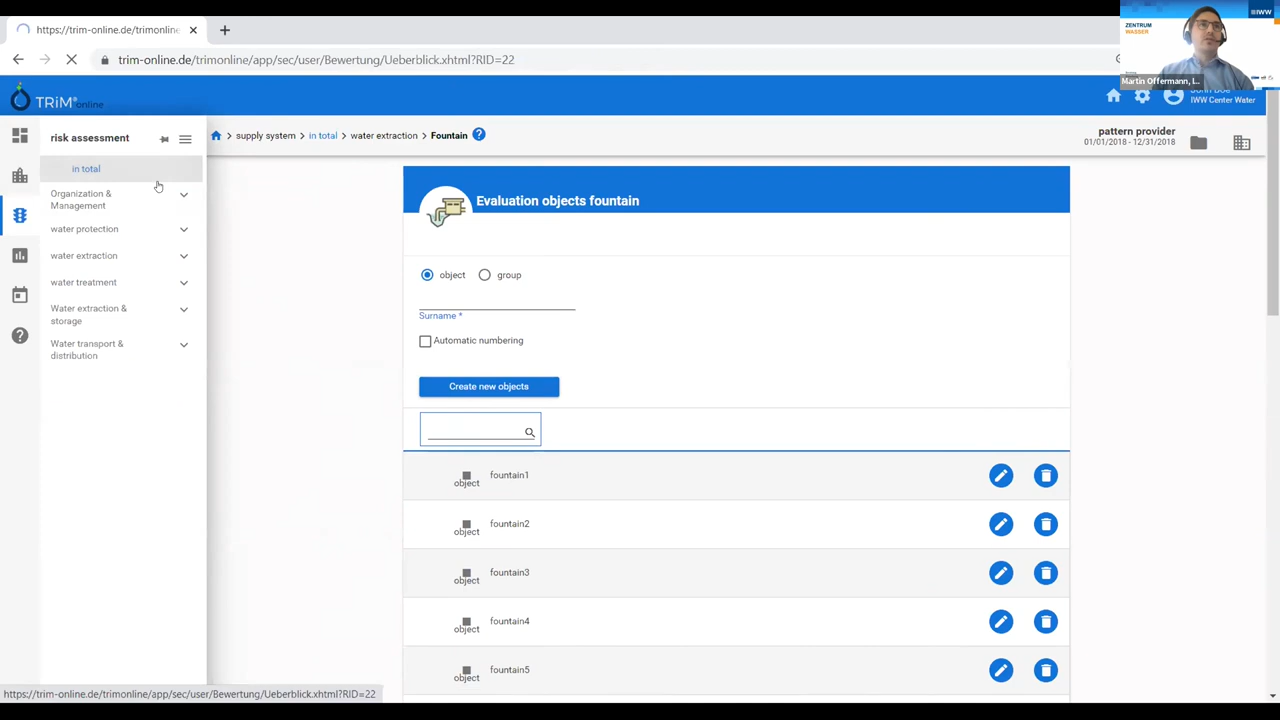 https://trim-online.de/trimonline
trim-online.de/trimonline/app/sec/user/Bewertung/Ueberblick.xhtml?RID=22
IWW
ZENTRUM
WASSER
Martin Offermann, I...
TRiM® online
John Doe
IWW Center Water
risk assessment
supply system > in total > water extraction > Fountain
pattern provider
01/01/2018 - 12/31/2018
in total
Organization &
Management
water protection
water extraction
water treatment
Water extraction &
storage
Water transport &
distribution
Evaluation objects fountain
object
group
Surname *
Automatic numbering
Create new objects
object fountain1
object fountain2
object fountain3
object fountain4
object fountain5
https://trim-online.de/trimonline/app/sec/user/Bewertung/Ueberblick.xhtml?RID=22